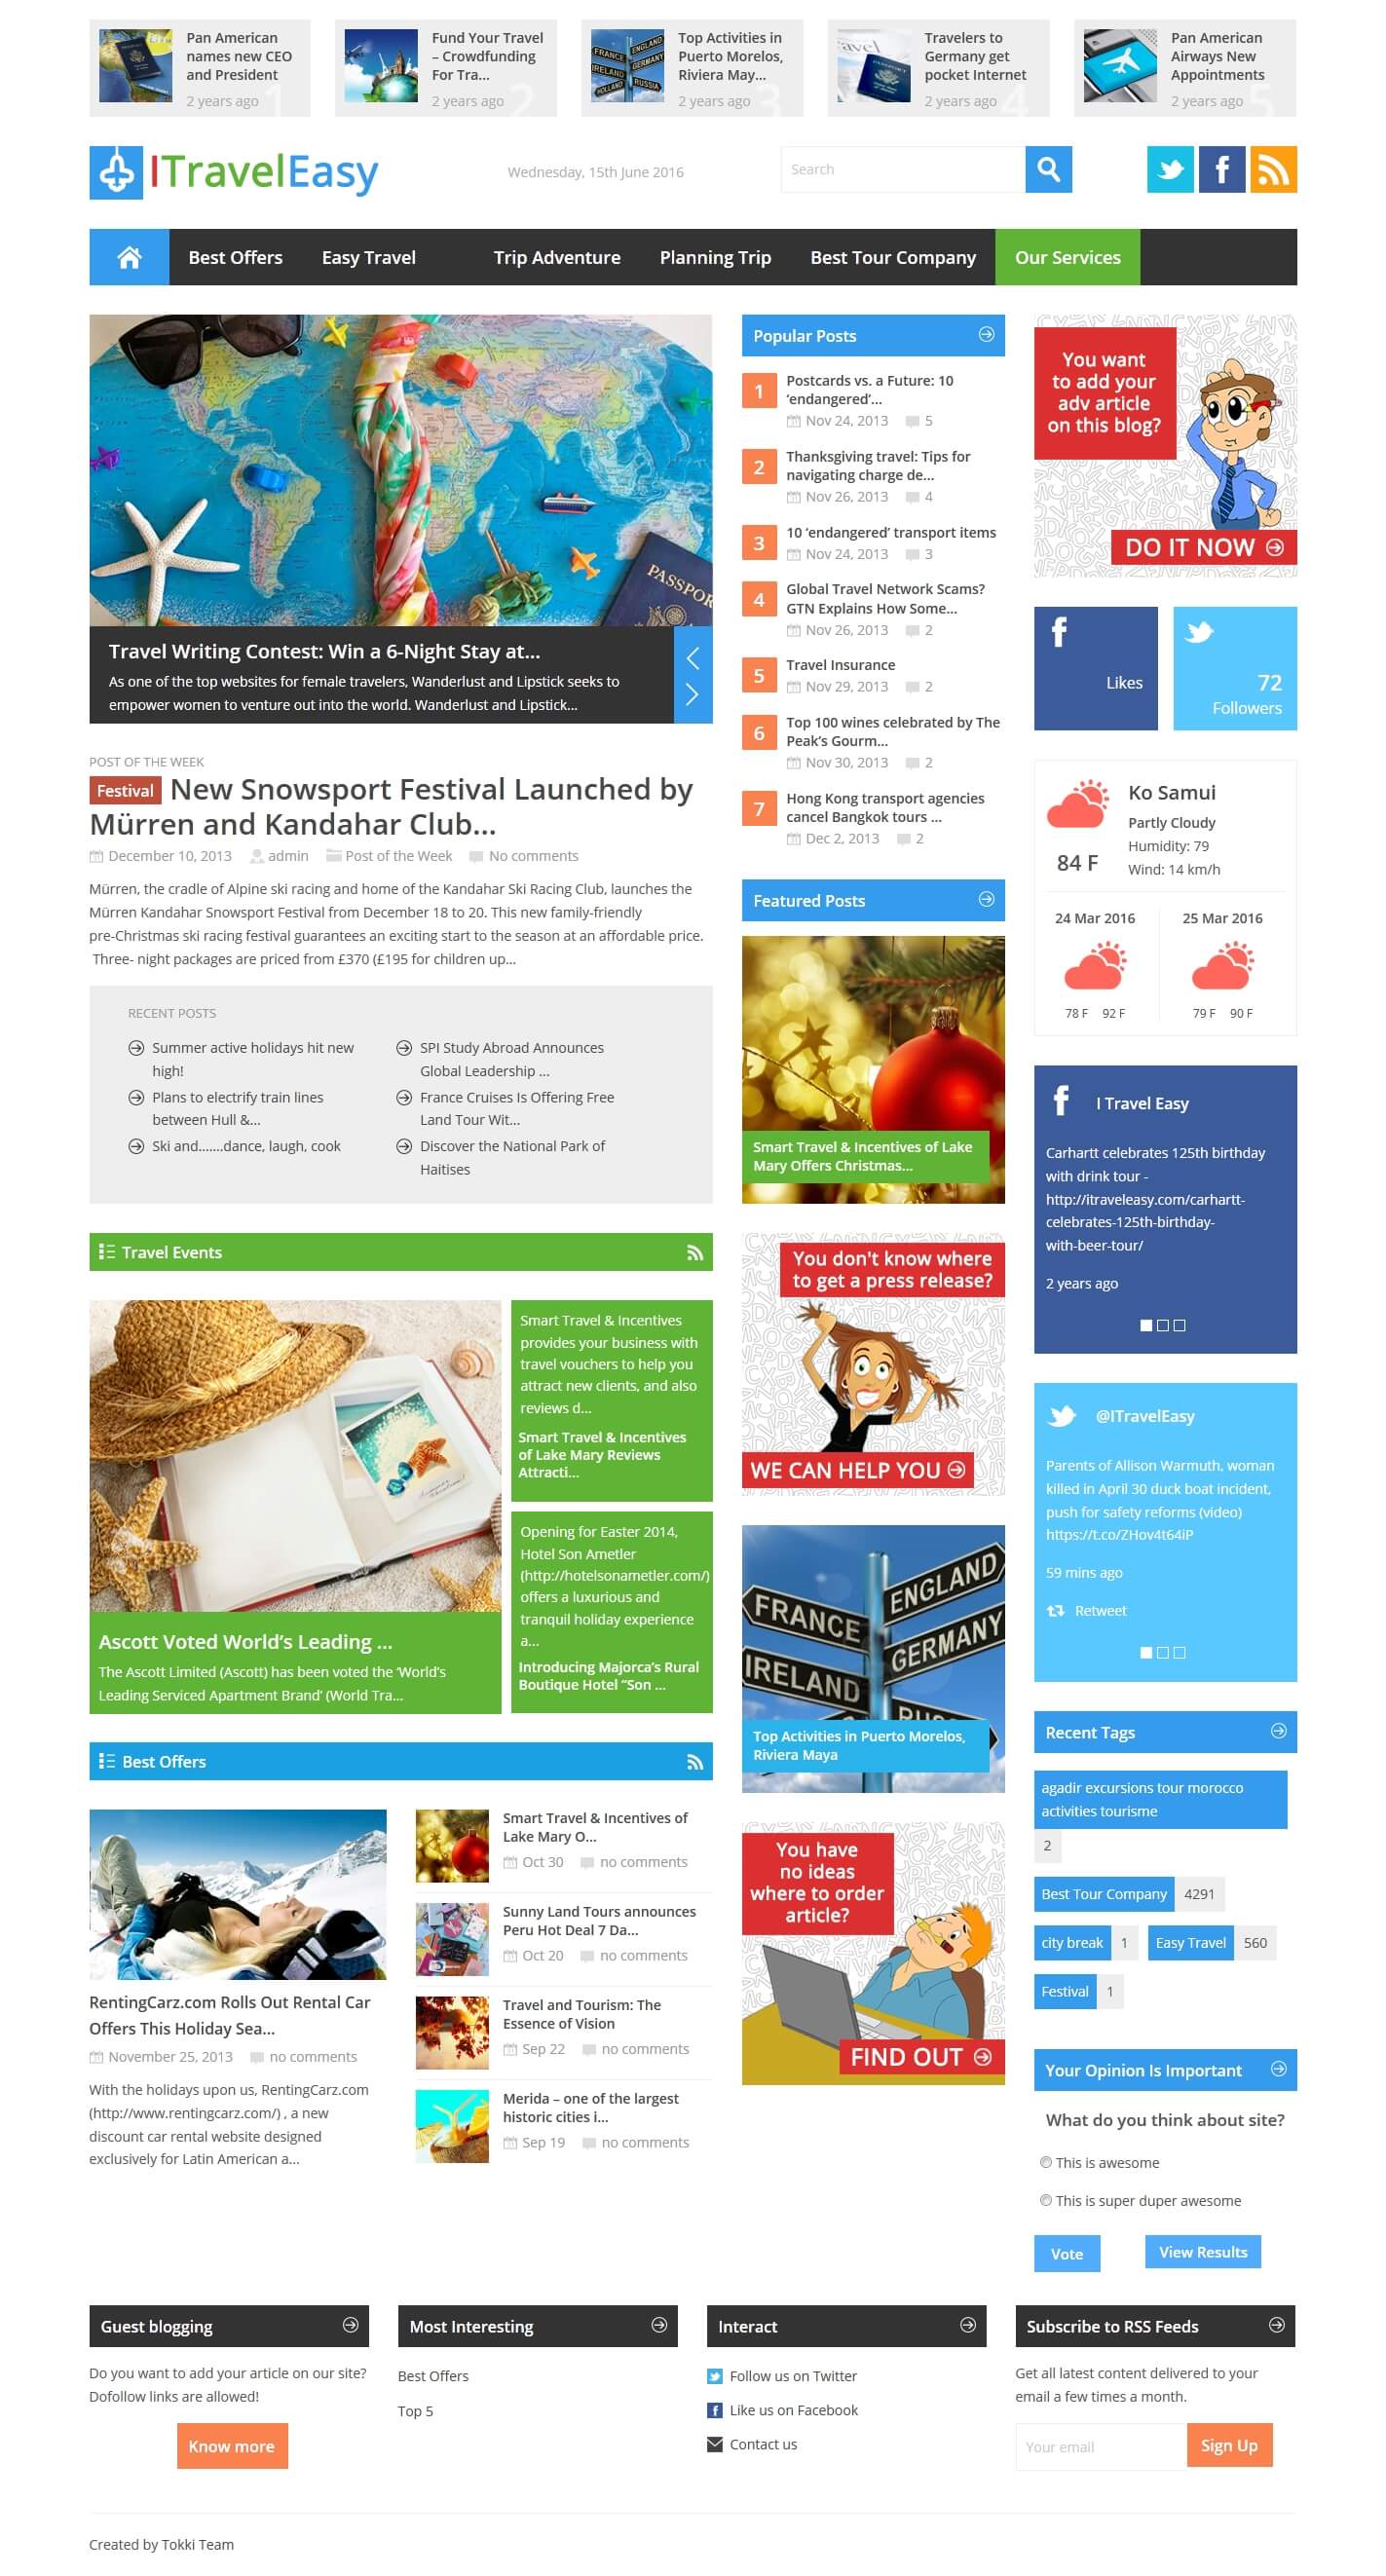 Pan American
names new CEO
and President
2 years ago
1
Fund Your Travel
– Crowdfunding
For Tra...
2 years ago
2
Top Activities in
Puerto Morelos,
Riviera May...
2 years ago
3
Travelers to
Germany get
pocket Internet
2 years ago
4
Pan American
Airways New
Appointments
2 years ago
5
ITravelEasy
Wednesday, 15th June 2016
Search
Best Offers
Easy Travel
Trip Adventure
Planning Trip
Best Tour Company
Our Services
PASSPORT
Travel Writing Contest: Win a 6-Night Stay at...
As one of the top websites for female travelers, Wanderlust and Lipstick seeks to
empower women to venture out into the world. Wanderlust and Lipstick...
POST OF THE WEEK
Festival New Snowsport Festival Launched by
Mürren and Kandahar Club...
December 10, 2013 admin Post of the Week No comments
Mürren, the cradle of Alpine ski racing and home of the Kandahar Ski Racing Club, launches the
Mürren Kandahar Snowsport Festival from December 18 to 20. This new family-friendly
pre-Christmas ski racing festival guarantees an exciting start to the season at an affordable price.
Three- night packages are priced from £370 (£195 for children up...
RECENT POSTS
Summer active holidays hit new
high!
Plans to electrify train lines
between Hull &...
Ski and.......dance, laugh, cook
SPI Study Abroad Announces
Global Leadership ...
France Cruises Is Offering Free
Land Tour Wit...
Discover the National Park of
Haitises
Travel Events
Ascott Voted World's Leading ...
The Ascott Limited (Ascott) has been voted the 'World's
Leading Serviced Apartment Brand' (World Tra...
Smart Travel & Incentives
provides your business with
travel vouchers to help you
attract new clients, and also
reviews d...
Smart Travel & Incentives
of Lake Mary Reviews
Attracti...
Opening for Easter 2014,
Hotel Son Ametler
(http://hotelsonametler.com/)
offers a luxurious and
tranquil holiday experience
a...
Introducing Majorca's Rural
Boutique Hotel "Son ...
Best Offers
RentingCarz.com Rolls Out Rental Car
Offers This Holiday Sea...
November 25, 2013 no comments
With the holidays upon us, RentingCarz.com
(http://www.rentingcarz.com/) , a new
discount car rental website designed
exclusively for Latin American a...
Smart Travel & Incentives of
Lake Mary O...
Oct 30 no comments
Sunny Land Tours announces
Peru Hot Deal 7 Da...
Oct 20 no comments
Travel and Tourism: The
Essence of Vision
Sep 22 no comments
Merida – one of the largest
historic cities i...
Sep 19 no comments
Popular Posts
1
Postcards vs. a Future: 10
'endangered'...
Nov 24, 2013 5
2
Thanksgiving travel: Tips for
navigating charge de...
Nov 26, 2013 4
3
10 'endangered' transport items
Nov 24, 2013 3
4
Global Travel Network Scams?
GTN Explains How Some...
Nov 26, 2013 2
5
Travel Insurance
Nov 29, 2013 2
6
Top 100 wines celebrated by The
Peak's Gourm...
Nov 30, 2013 2
7
Hong Kong transport agencies
cancel Bangkok tours ...
Dec 2, 2013 2
Featured Posts
Smart Travel & Incentives of Lake
Mary Offers Christmas...
You don't know where
to get a press release?
WE CAN HELP YOU
ENGLAND
FRANCE
GERMANY
IRELAND
Top Activities in Puerto Morelos,
Riviera Maya
You have
no ideas
where to order
article?
FIND OUT
You want
to add your
adv article
on this blog?
DO IT NOW
Likes
72
Followers
Ko Samui
Partly Cloudy
Humidity: 79
Wind: 14 km/h
84 F
24 Mar 2016
78 F 92 F
25 Mar 2016
79 F 90 F
I Travel Easy
Carhartt celebrates 125th birthday
with drink tour -
http://itraveleasy.com/carhartt-
celebrates-125th-birthday-
with-beer-tour/
2 years ago
@ITravelEasy
Parents of Allison Warmuth, woman
killed in April 30 duck boat incident,
push for safety reforms (video)
https://t.co/ZHov4t64iP
59 mins ago
Retweet
Recent Tags
agadir excursions tour morocco
activities tourisme
2
Best Tour Company 4291
city break 1 Easy Travel 560
Festival 1
Your Opinion Is Important
What do you think about site?
This is awesome
This is super duper awesome
Vote
View Results
Guest blogging
Do you want to add your article on our site?
Dofollow links are allowed!
Know more
Most Interesting
Best Offers
Top 5
Interact
Follow us on Twitter
Like us on Facebook
Contact us
Subscribe to RSS Feeds
Get all latest content delivered to your
email a few times a month.
Your email
Sign Up
Created by Tokki Team